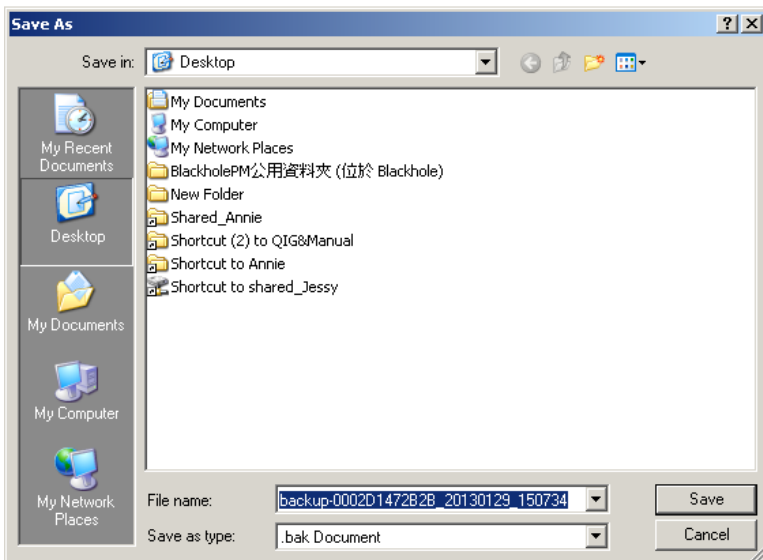 Save As
Save in:
Desktop
My Recent
Documents
Desktop
My Documents
My Computer
My Network
Places
My Documents
My Computer
My Network Places
BlackholePM公用資料夾 (位於 Blackhole)
New Folder
Shared_Annie
Shortcut (2) to QIG&Manual
Shortcut to Annie
Shortcut to shared_Jessy
File name:
backup-0002D1472B2B_20130129_150734
Save
Save as type:
.bak Document
Cancel